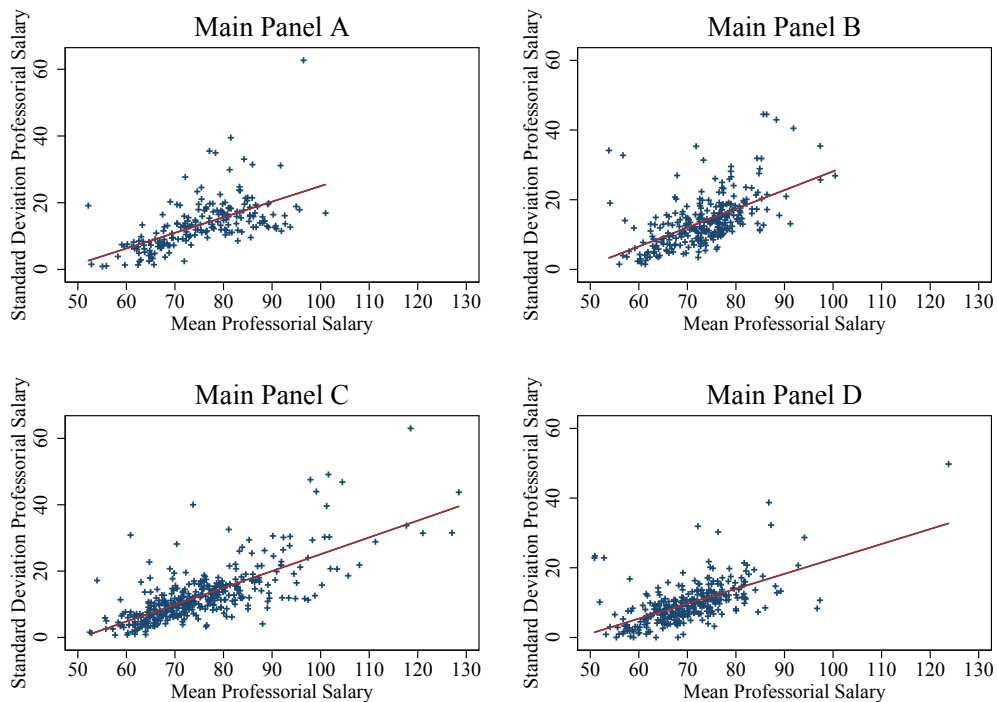 Main Panel A
Standard Deviation Professorial Salary
0 20 40 60
50 60 70 80 90 100 110 120 130
Mean Professorial Salary
Main Panel B
Standard Deviation Professorial Salary
0 20 40 60
50 60 70 80 90 100 110 120 130
Mean Professorial Salary
Main Panel C
Standard Deviation Professorial Salary
0 20 40 60
50 60 70 80 90 100 110 120 130
Mean Professorial Salary
Main Panel D
Standard Deviation Professorial Salary
0 20 40 60
50 60 70 80 90 100 110 120 130
Mean Professorial Salary